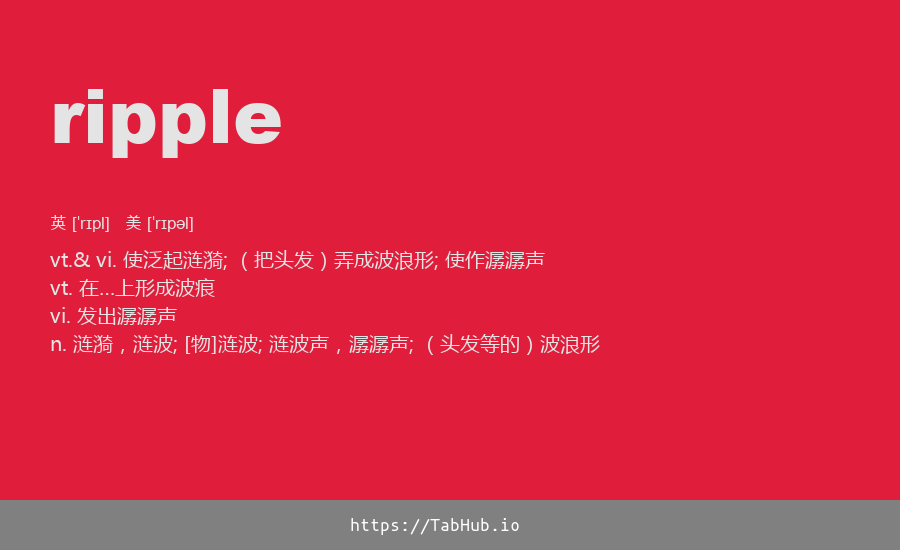 ripple
英 [ˈrɪpl] 美 [ˈrɪpəl]
vt.& vi. 使泛起涟漪; （把头发）弄成波浪形; 使作潺潺声
vt. 在…上形成波痕
vi. 发出潺潺声
n. 涟漪，涟波; [物]涟波; 涟波声，潺潺声; （头发等的）波浪形
https://TabHub.io